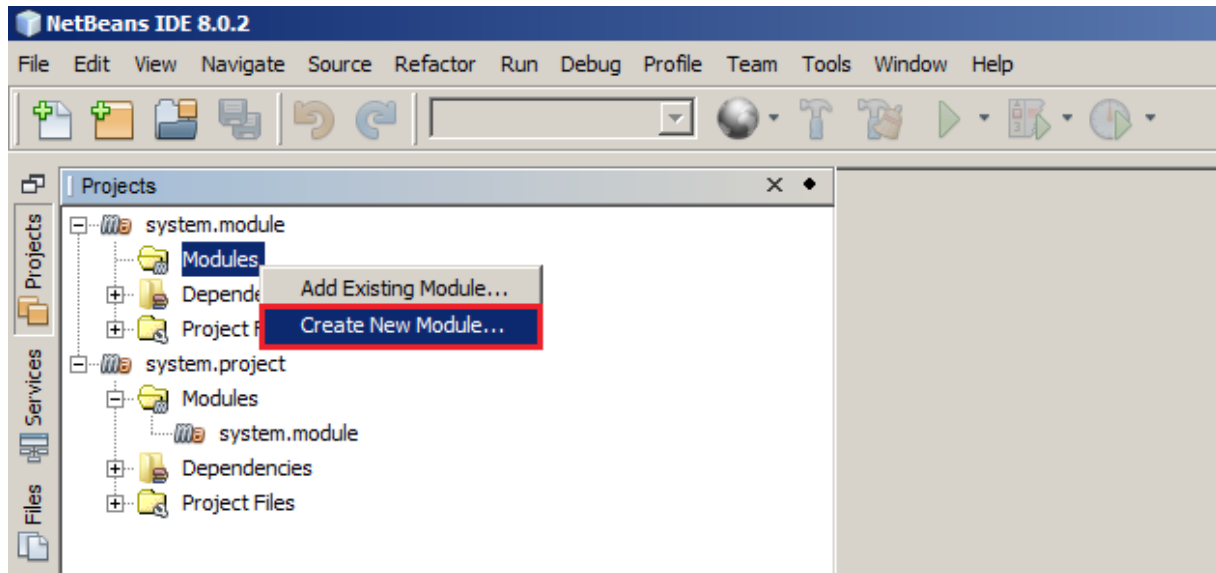 NetBeans IDE 8.0.2
File Edit View Navigate Source Refactor Run Debug Profile Team Tools Window Help
Projects
Projects
Services
Files
system.module
Modules
Depende
Add Existing Module...
Project F
Create New Module...
system.project
Modules
system.module
Dependencies
Project Files